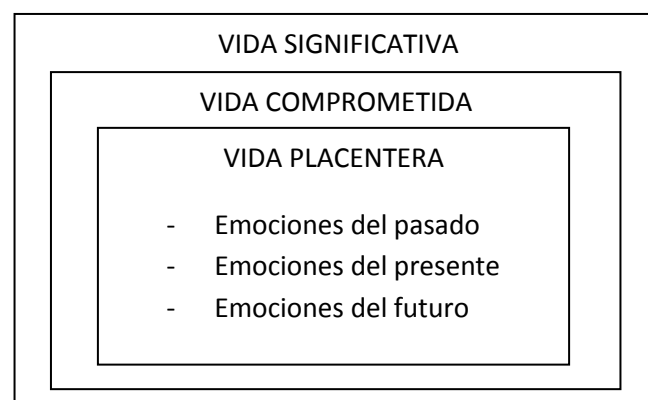 VIDA SIGNIFICATIVA
VIDA COMPROMETIDA
VIDA PLACENTERA
- Emociones del pasado
- Emociones del presente
- Emociones del futuro